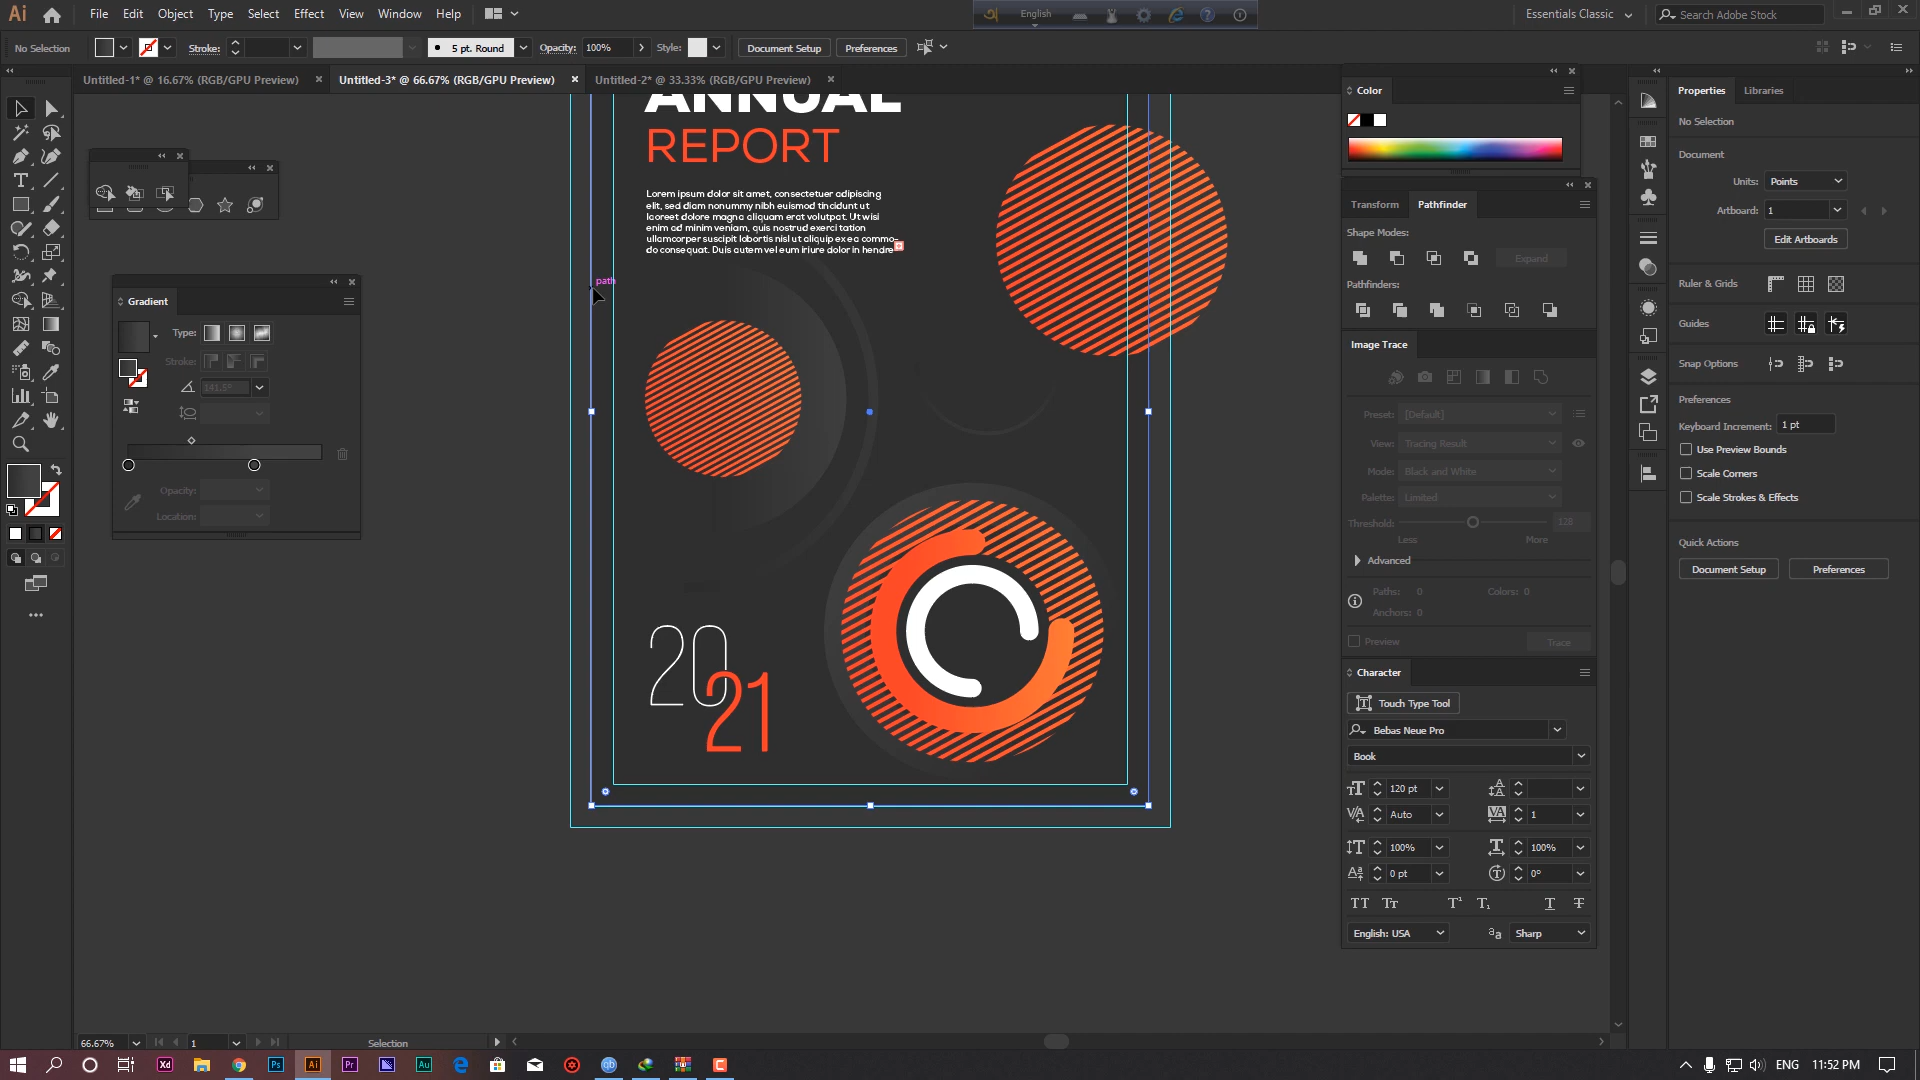 Ai File Edit Object Type Select Effect View Window Help
English
Essentials Classic
Search Adobe Stock
No Selection
Stroke:
5 pt. Round
Opacity: 100%
Style:
Document Setup
Preferences
Untitled-1* @ 16.67% (RGB/GPU Preview)
Untitled-3* @ 66.67% (RGB/GPU Preview)
Untitled-2* @ 33.33% (RGB/GPU Preview)
ANNUAL
REPORT
Lorem ipsum dolor sit amet, consectetuer adipiscing
elit, sed diam nonummy nibh euismod tincidunt ut
laoreet dolore magna aliquam erat volutpat. Ut wisi
enim ad minim veniam, quis nostrud exerci tation
ullamcorper suscipit lobortis nisl ut aliquip ex ea commo-
do consequat. Duis autem vel eum iriure dolor in hendre
path
20
21
Gradient
Type:
Stroke:
141.5°
Opacity:
Location:
Color
Transform
Pathfinder
Shape Modes:
Expand
Pathfinders:
Image Trace
Preset: [Default]
View: Tracing Result
Mode: Black and White
Palette: Limited
Threshold: 128
Less More
Advanced
Paths: 0 Colors: 0
Anchors: 0
Preview
Trace
Character
Touch Type Tool
Bebas Neue Pro
Book
120 pt
Auto
1
100%
100%
0 pt
0°
English: USA
Sharp
Properties
Libraries
No Selection
Document
Units: Points
Artboard: 1
Edit Artboards
Ruler & Grids
Guides
Snap Options
Preferences
Keyboard Increment: 1 pt
Use Preview Bounds
Scale Corners
Scale Strokes & Effects
Quick Actions
Document Setup
Preferences
66.67%
1
Selection
Xd
Ps
Ai
Pr
Au
qb
ENG
11:52 PM